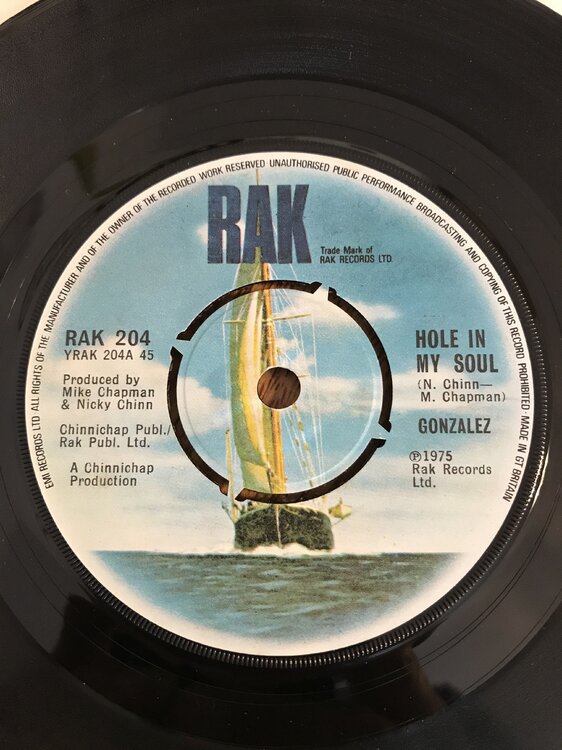 EMI RECORDS LTD ALL RIGHTS OF THE MANUFACTURER AND OF THE OWNER OF THE RECORDED WORK RESERVED UNAUTHORISED PUBLIC PERFORMANCE BROADCASTING AND COPYING OF THIS RECORD PROHIBITED · MADE IN GT BRITAIN
RAK
Trade Mark of
RAK RECORDS LTD.
RAK 204
YRAK 204A 45
Produced by
Mike Chapman
& Nicky Chinn
Chinnichap Publ./
Rak Publ. Ltd.
A Chinnichap
Production
HOLE IN
MY SOUL
(N. Chinn—
M. Chapman)
GONZALEZ
℗1975
Rak Records
Ltd.